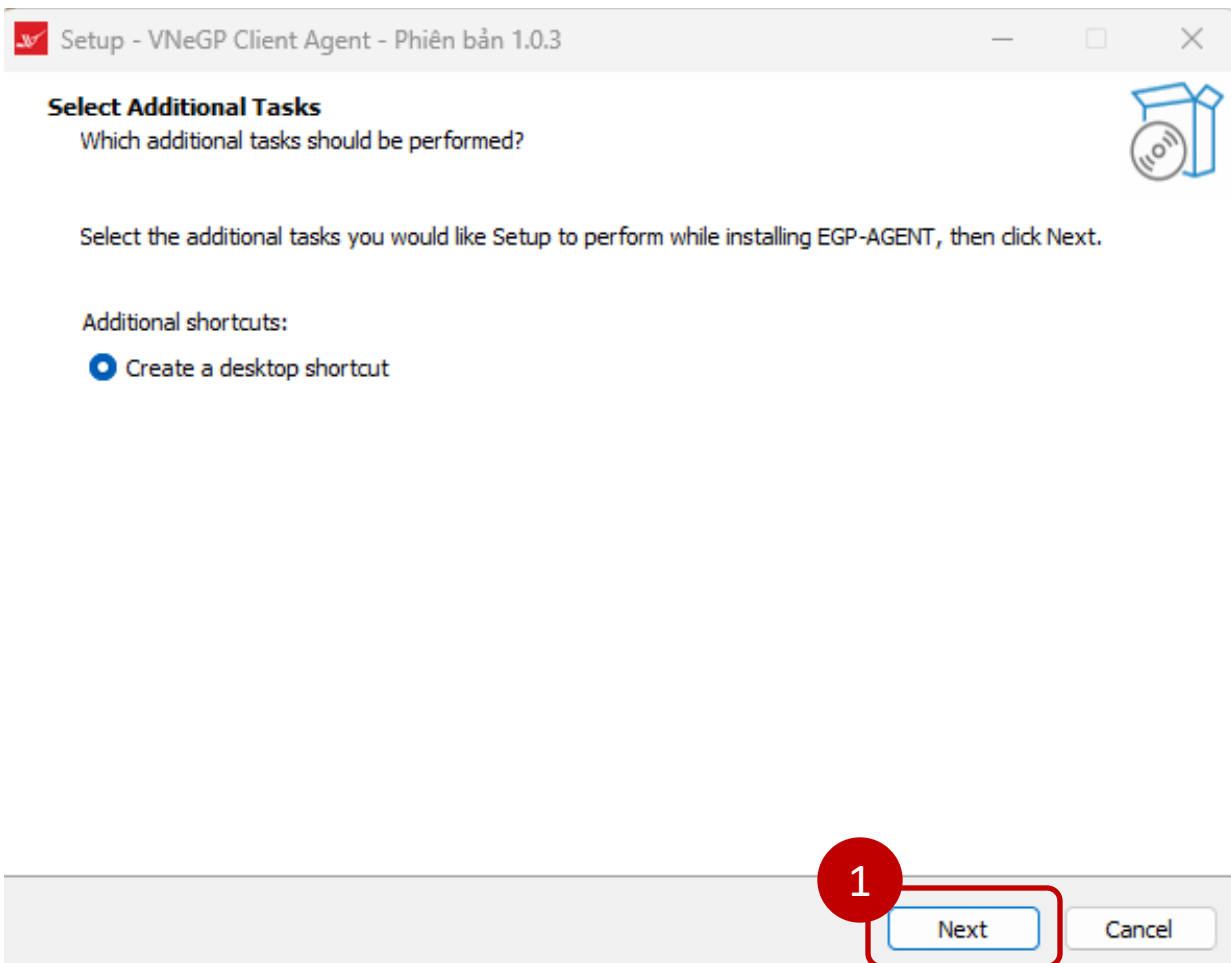 Setup - VNeGP Client Agent - Phiên bản 1.0.3
Select Additional Tasks
Which additional tasks should be performed?
Select the additional tasks you would like Setup to perform while installing EGP-AGENT, then click Next.
Additional shortcuts:
Create a desktop shortcut
1
Next
Cancel